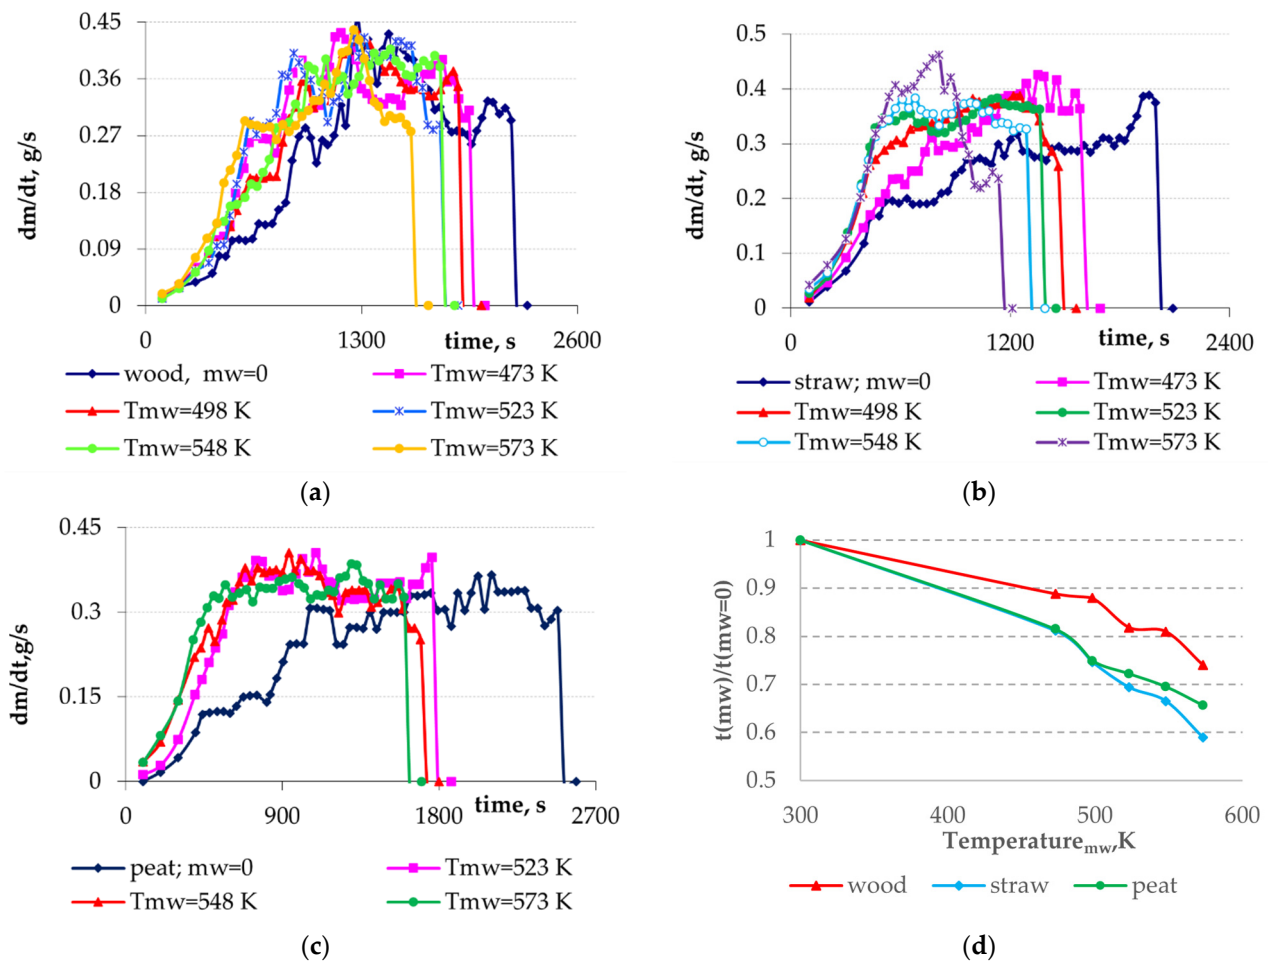 0.45
0.36
0.27
0.18
0.09
0
dm/dt, g/s
0
1300
2600
time, s
wood, mw=0
Tmw=473 K
Tmw=498 K
Tmw=523 K
Tmw=548 K
Tmw=573 K
(a)
0.5
0.4
0.3
0.2
0.1
0
dm/dt, g/s
0
1200
2400
time, s
straw; mw=0
Tmw=473 K
Tmw=498 K
Tmw=523 K
Tmw=548 K
Tmw=573 K
(b)
0.45
0.3
0.15
0
dm/dt,g/s
0
900
1800
2700
time, s
peat; mw=0
Tmw=523 K
Tmw=548 K
Tmw=573 K
(c)
1
0.9
0.8
0.7
0.6
0.5
t(mw)/t(mw=0)
300
400
500
600
Temperaturemw,K
wood
straw
peat
(d)